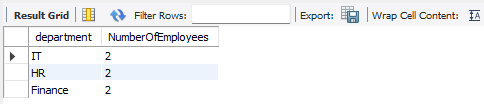 Result Grid Filter Rows: Export: Wrap Cell Content:
department NumberOfEmployees
IT 2
HR 2
Finance 2